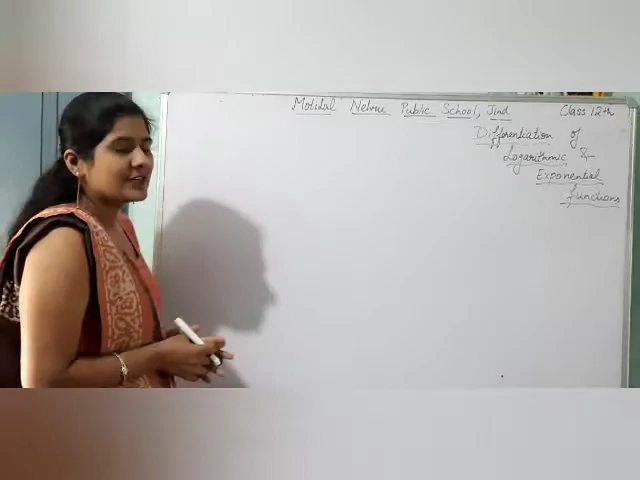 Motilal Nehru Public School, Jind Class 12th
Differentiation of
Logarithmic &
Exponential
functions